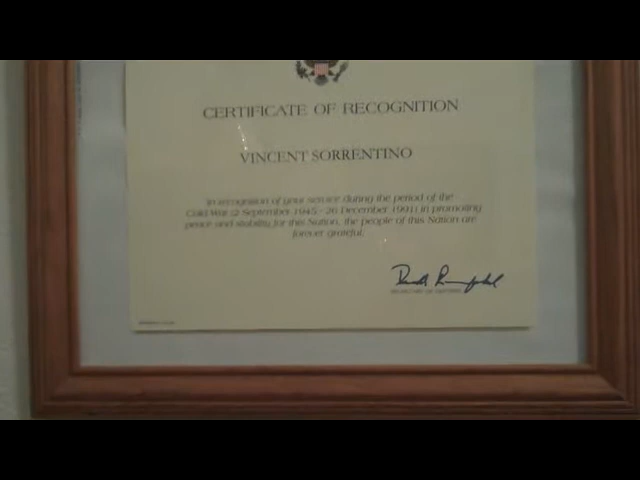 CERTIFICATE OF RECOGNITION
VINCENT SORRENTINO
In recognition of your service during the period of the
Cold War (2 September 1945 - 26 December 1991) in promoting
peace and stability for this Nation, the people of this Nation are
forever grateful.